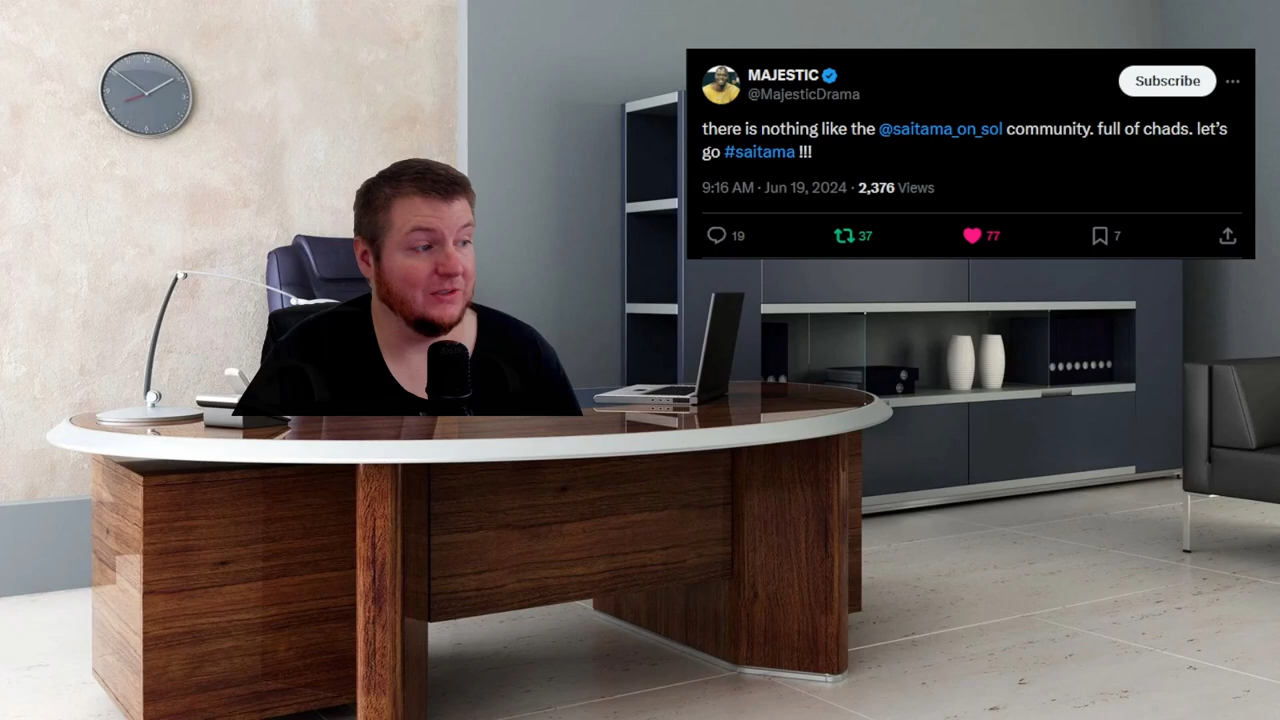 MAJESTIC
Subscribe
@MajesticDrama
there is nothing like the @saitama_on_sol community. full of chads. let's
go #saitama !!!
9:16 AM · Jun 19, 2024 · 2,376 Views
19 37 77 7